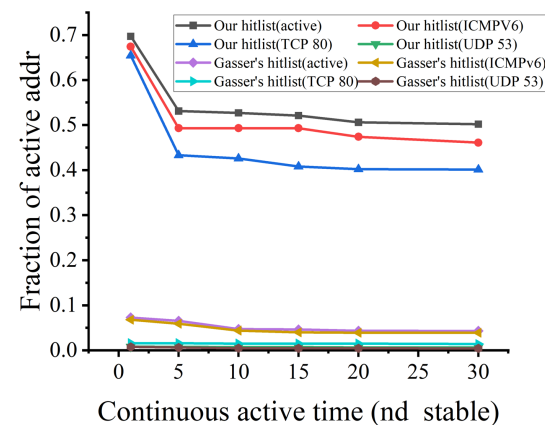 Our hitlist(active) Our hitlist(ICMPV6)
Our hitlist(TCP 80) Our hitlist(UDP 53)
Gasser's hitlist(active) Gasser's hitlist(ICMPv6)
Gasser's hitlist(TCP 80) Gasser's hitlist(UDP 53)
Fraction of active addr
0.7
0.6
0.5
0.4
0.3
0.2
0.1
0.0
0 5 10 15 20 25 30
Continuous active time (nd_stable)